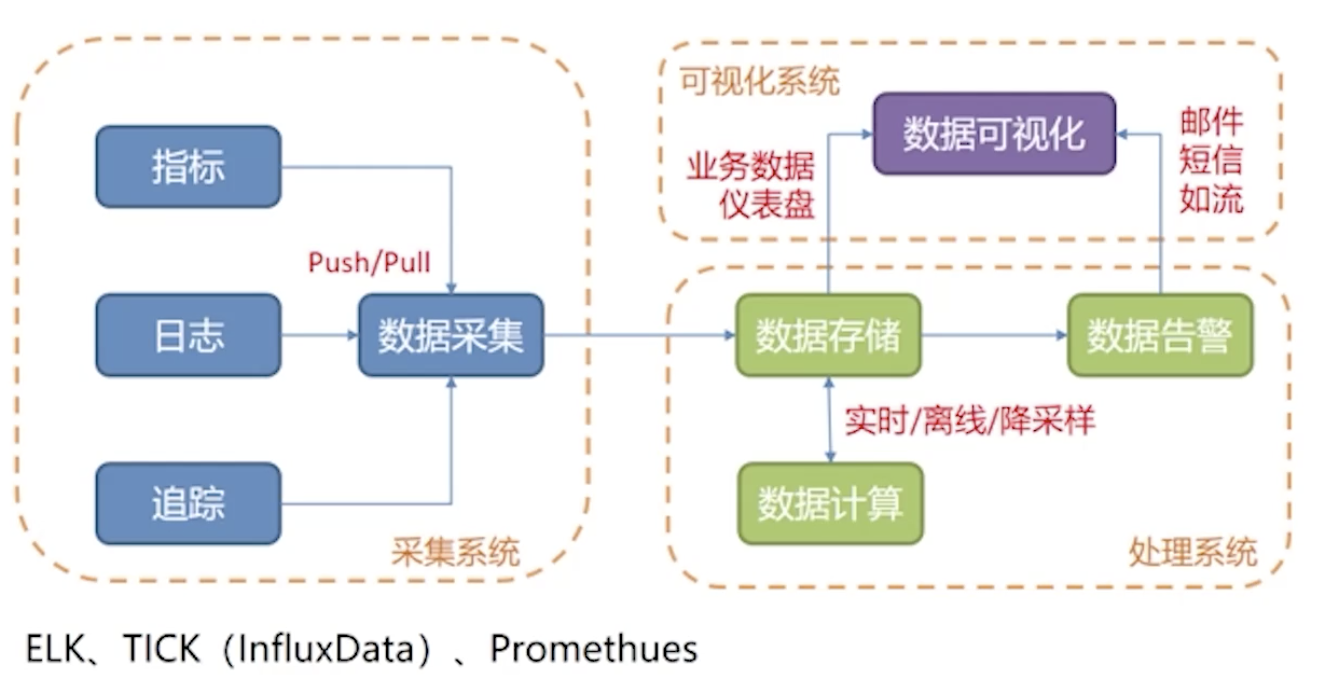 可视化系统
数据可视化
邮件
短信
如流
业务数据
仪表盘
指标
Push/Pull
日志
数据采集
数据存储
数据告警
实时/离线/降采样
追踪
数据计算
采集系统
处理系统
ELK、TICK（InfluxData）、Promethues